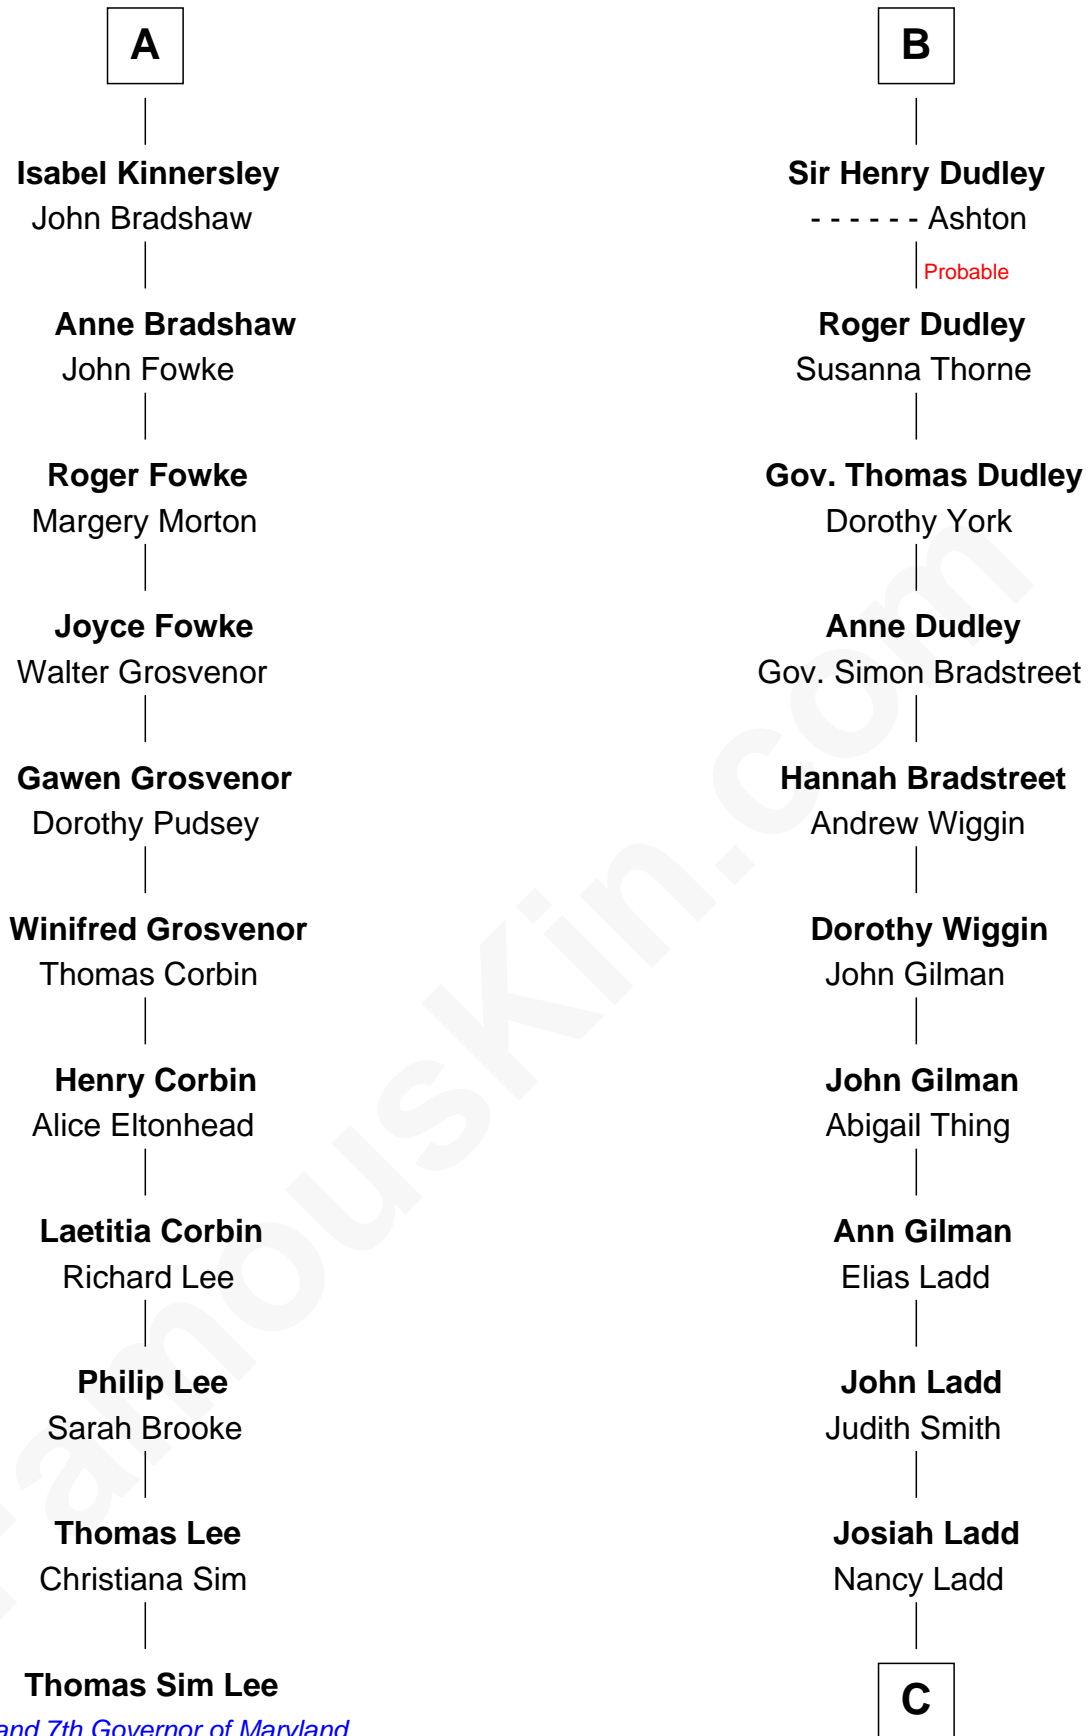 A
Isabel Kinnersley
John Bradshaw
Anne Bradshaw
John Fowke
Roger Fowke
Margery Morton
Joyce Fowke
Walter Grosvenor
Gawen Grosvenor
Dorothy Pudsey
Winifred Grosvenor
Thomas Corbin
Henry Corbin
Alice Eltonhead
Laetitia Corbin
Richard Lee
Philip Lee
Sarah Brooke
Thomas Lee
Christiana Sim
Thomas Sim Lee
and 7th Governor of Maryland
B
Sir Henry Dudley
- - - - - - Ashton
Probable
Roger Dudley
Susanna Thorne
Gov. Thomas Dudley
Dorothy York
Anne Dudley
Gov. Simon Bradstreet
Hannah Bradstreet
Andrew Wiggin
Dorothy Wiggin
John Gilman
John Gilman
Abigail Thing
Ann Gilman
Elias Ladd
John Ladd
Judith Smith
Josiah Ladd
Nancy Ladd
C
FamousKin.com